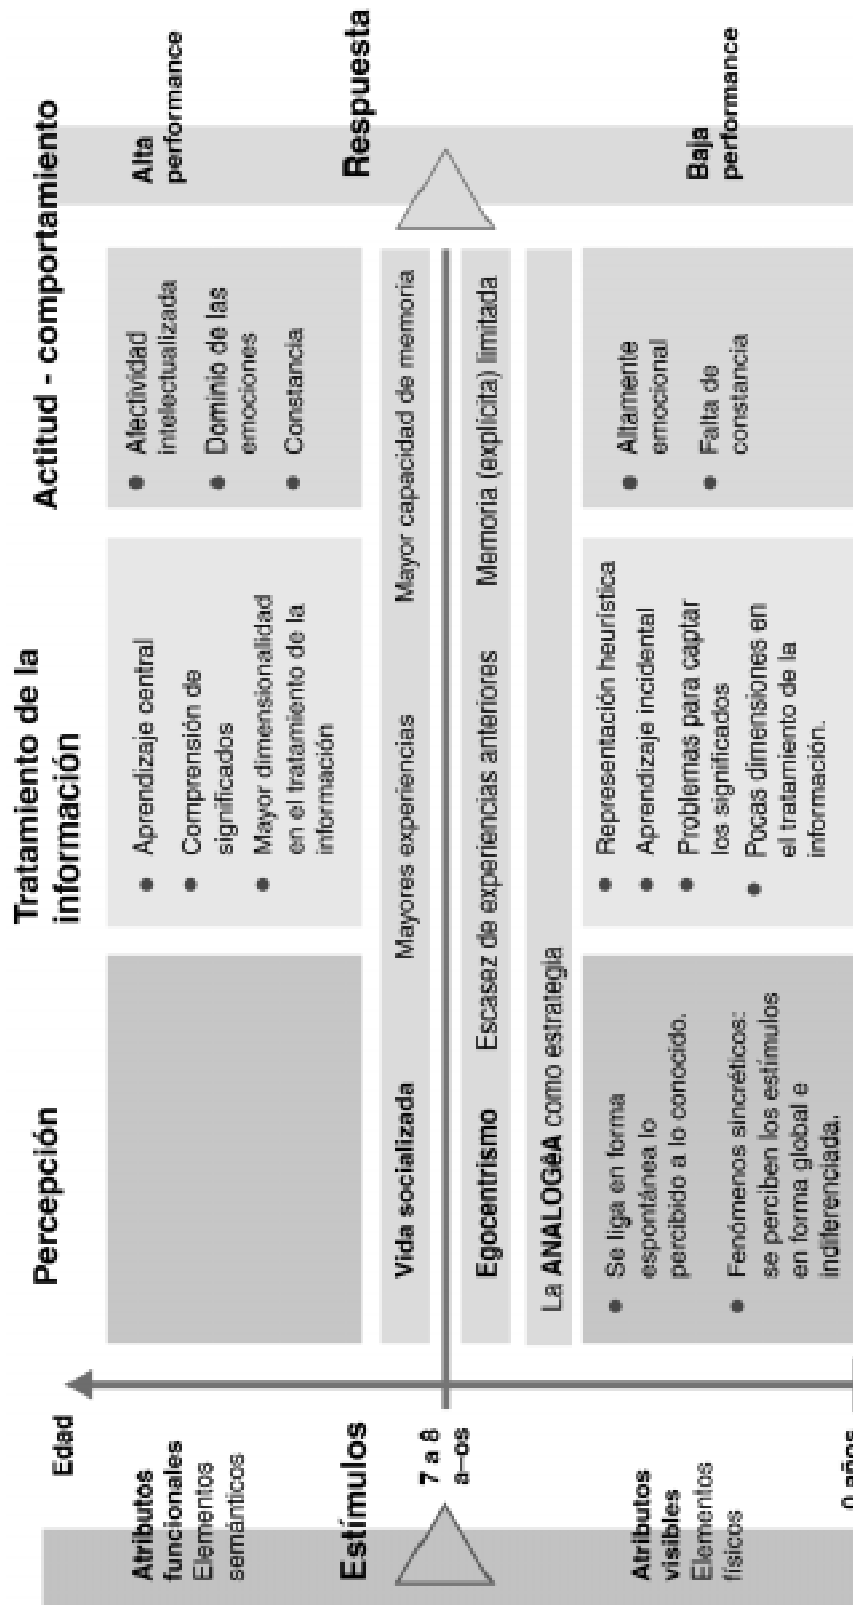 Percepción
Tratamiento de la
información
Actitud - comportamiento
Edad
Atributos
funcionales
Elementos
semánticos
● Aprendizaje central
● Comprensión de
significados
● Mayor dimensionalidad
en el tratamiento de la
información
● Afectividad
intelectualizada
● Dominio de las
emociones
● Constancia
Alta
performance
Estímulos
Vida socializada Mayores experiencias Mayor capacidad de memoria
Respuesta
7 a 8
a–os
Egocentrismo Escasez de experiencias anteriores Memoria (explícita) limitada
La ANALOGêA como estrategia
Atributos
visibles
Elementos
físicos
● Se liga en forma
espontánea lo
percibido a lo conocido.
● Fenómenos sincréticos:
se perciben los estímulos
en forma global e
indiferenciada.
● Representación heurística
● Aprendizaje incidental
● Problemas para captar
los significados
● Pocas dimensiones en
el tratamiento de la
información.
● Altamente
emocional
● Falta de
constancia
Baja
performance
0 años